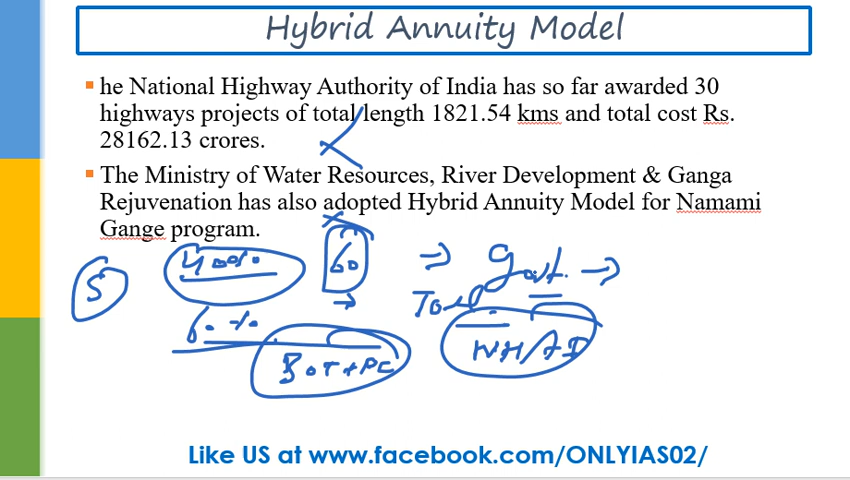 Hybrid Annuity Model
he National Highway Authority of India has so far awarded 30
highways projects of total length 1821.54 kms and total cost Rs.
28162.13 crores.
The Ministry of Water Resources, River Development & Ganga
Rejuvenation has also adopted Hybrid Annuity Model for Namami
Gange program.
5 40% 60 ⇒ Govt. →
60 % → Toll
BOT + PC NHAI
Like US at www.facebook.com/ONLYIAS02/